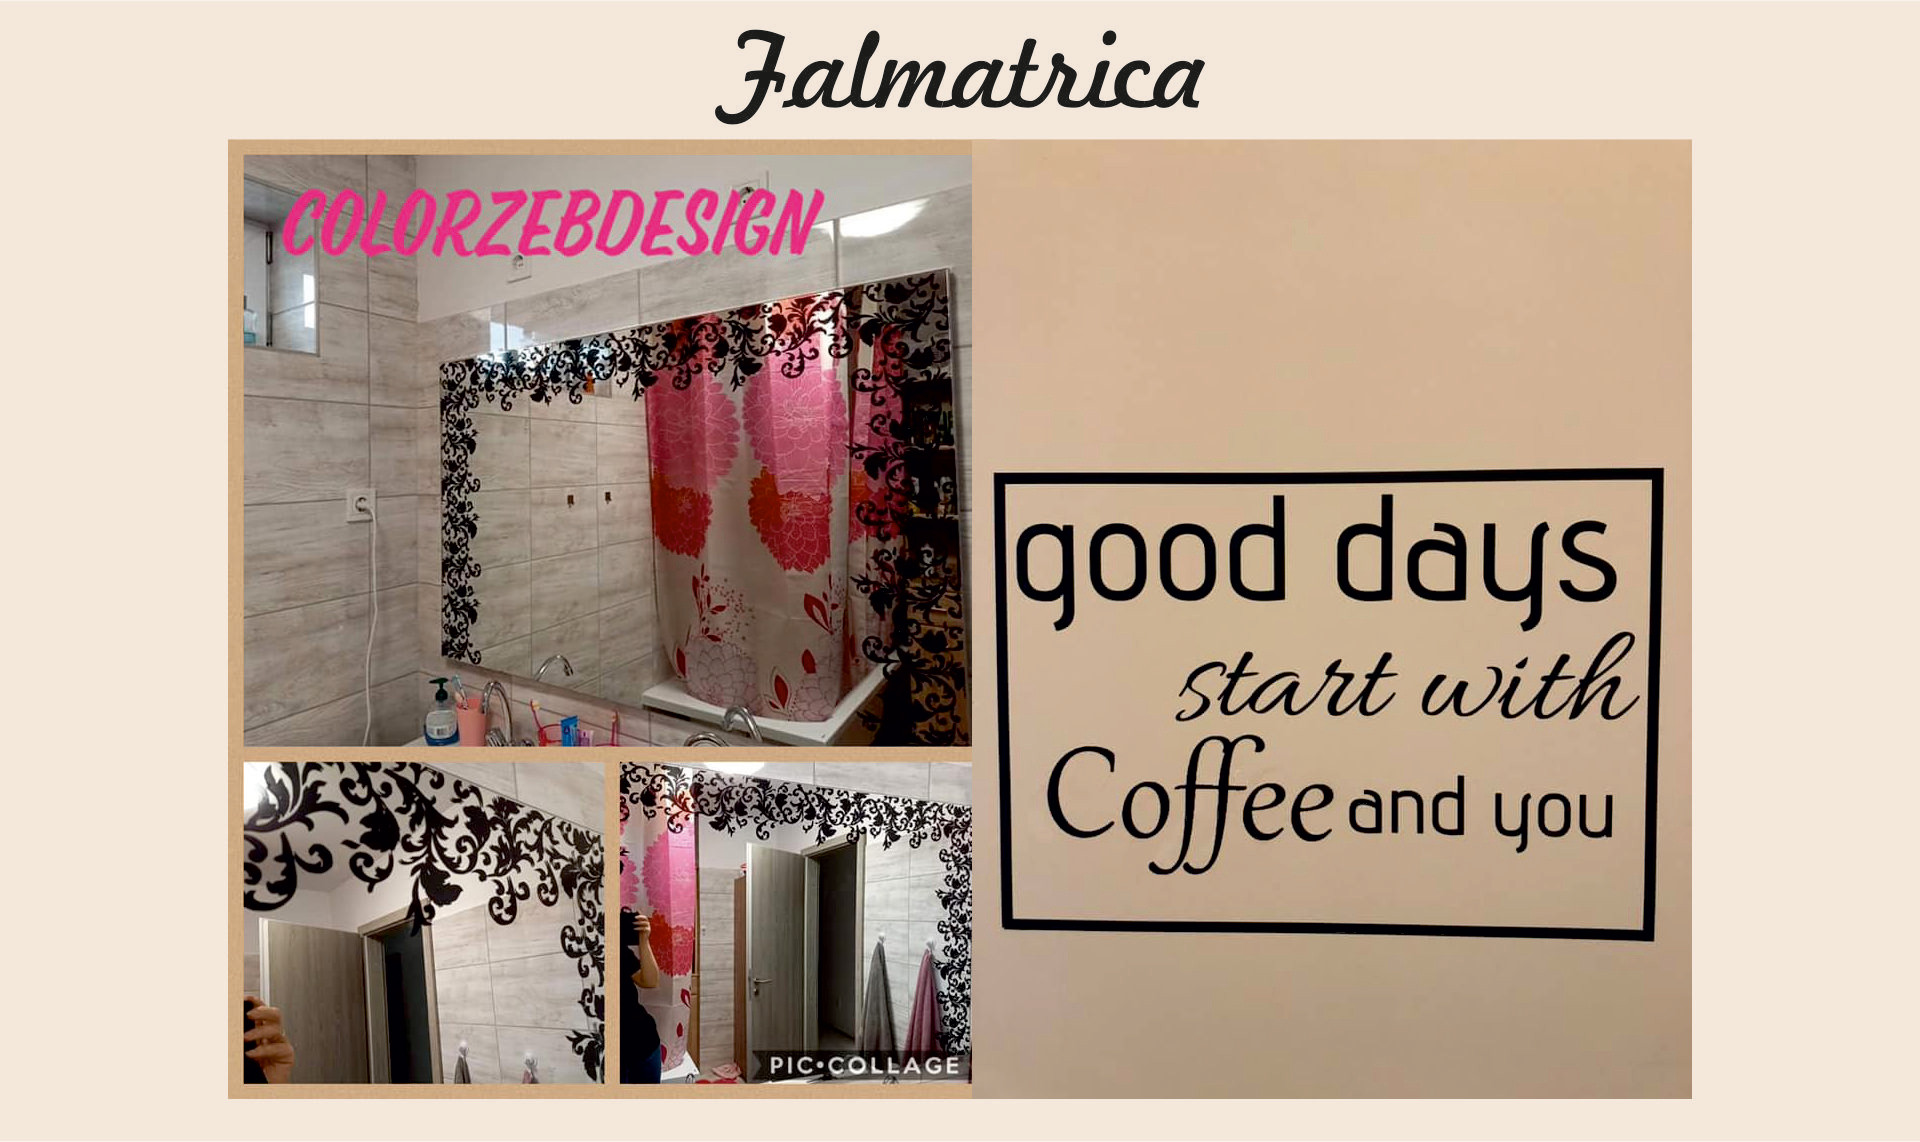 Falmatrica
COLORZEBDESIGN
good days
start with
Coffee and you
PIC•COLLAGE